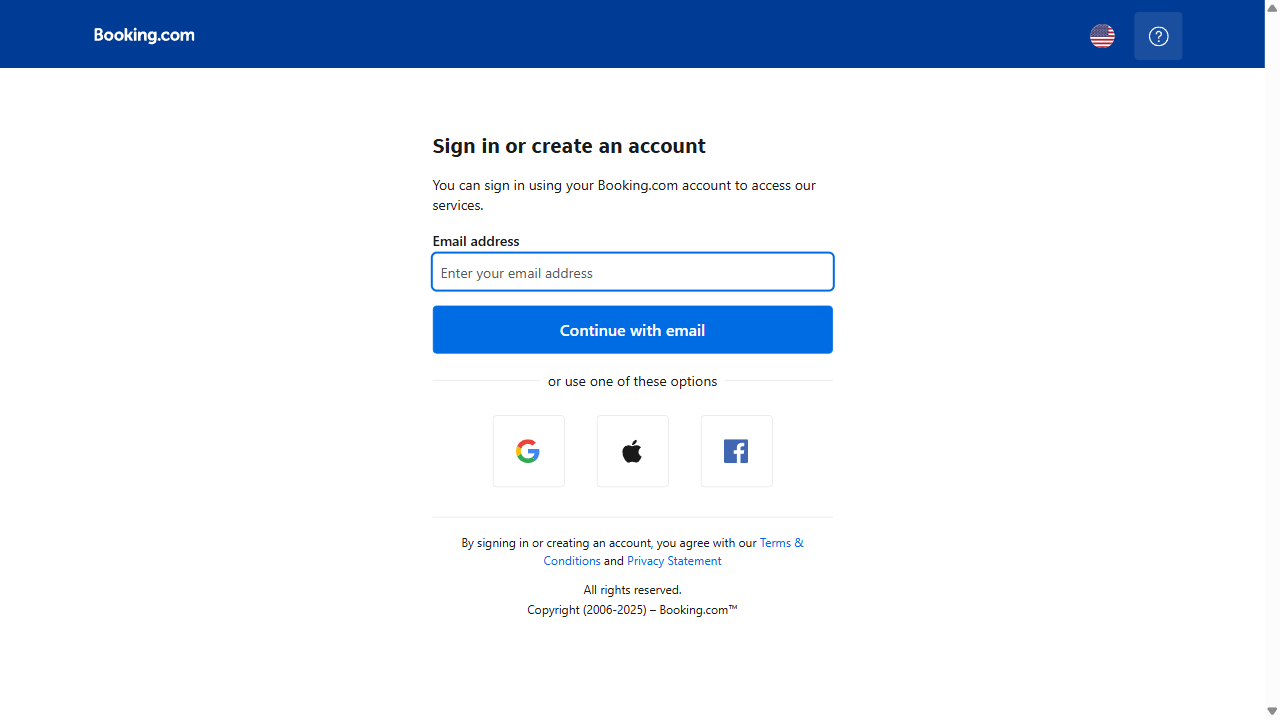 Booking.com
Sign in or create an account
You can sign in using your Booking.com account to access our
services.
Email address
Enter your email address
Continue with email
or use one of these options
By signing in or creating an account, you agree with our Terms &
Conditions and Privacy Statement
All rights reserved.
Copyright (2006-2025) – Booking.com™